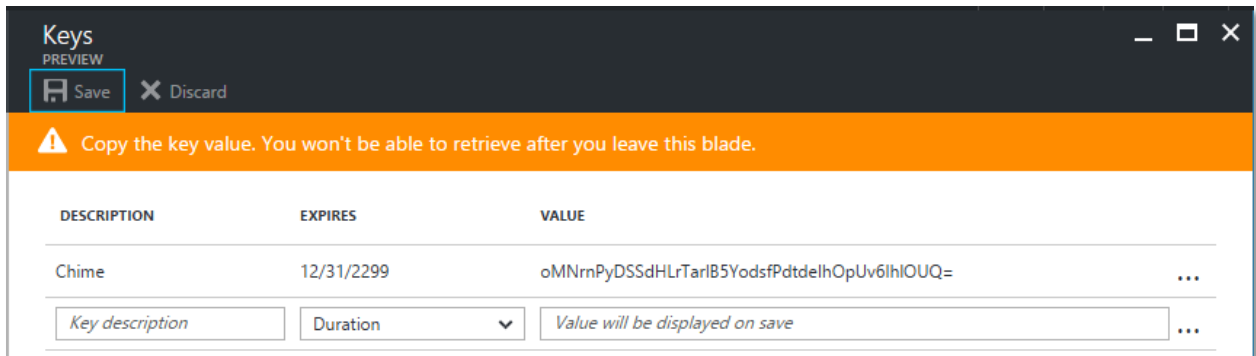 Keys
PREVIEW
Save Discard
Copy the key value. You won't be able to retrieve after you leave this blade.
DESCRIPTION EXPIRES VALUE
Chime 12/31/2299 oMNrnPyDSSdHLrTarlB5YodsfPdtdelhOpUv6lhlOUQ= ...
Key description Duration Value will be displayed on save ...